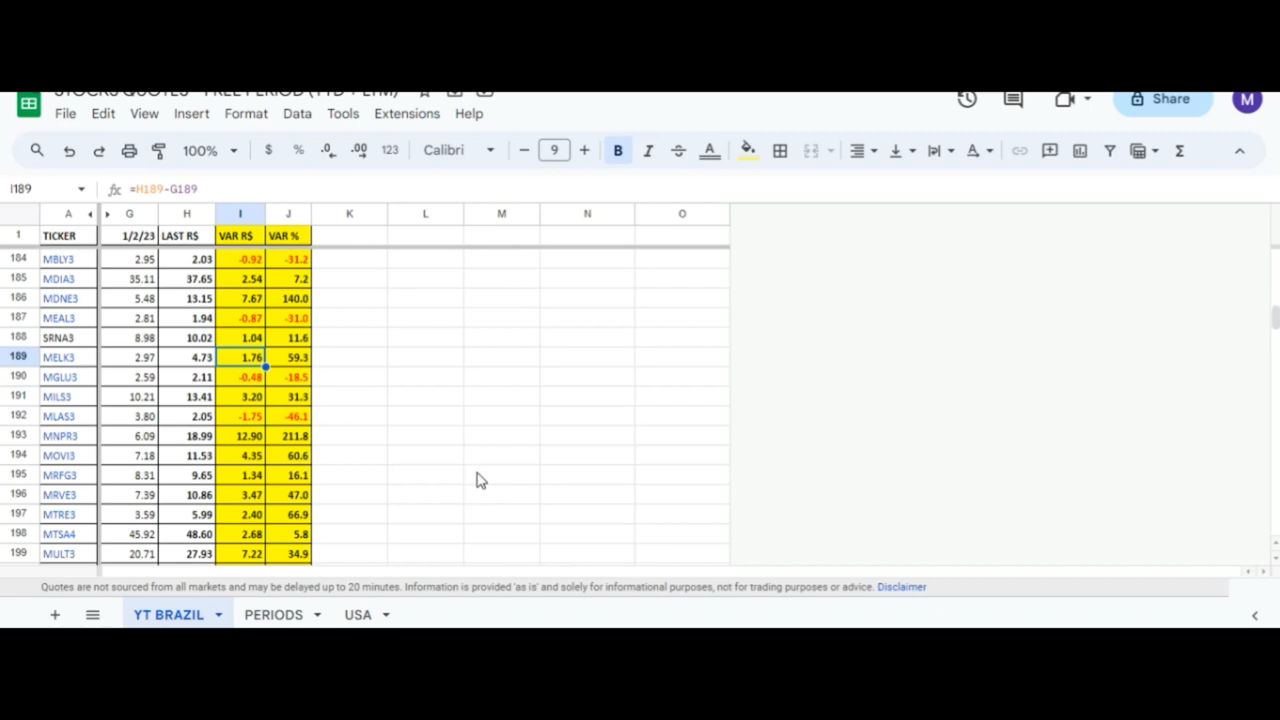 STOCKS QUOTES - FREE PERIOD (YTD + LTM)
File Edit View Insert Format Data Tools Extensions Help
Share M
100% $ % .0 .00 123 Calibri 9 B I A
I189 fx =H189-G189
A G H I J K L M N O
1 TICKER 1/2/23 LAST R$ VAR R$ VAR %
184 MBLY3 2.95 2.03 -0.92 -31.2
185 MDIA3 35.11 37.65 2.54 7.2
186 MDNE3 5.48 13.15 7.67 140.0
187 MEAL3 2.81 1.94 -0.87 -31.0
188 SRNA3 8.98 10.02 1.04 11.6
189 MELK3 2.97 4.73 1.76 59.3
190 MGLU3 2.59 2.11 -0.48 -18.5
191 MILS3 10.21 13.41 3.20 31.3
192 MLAS3 3.80 2.05 -1.75 -46.1
193 MNPR3 6.09 18.99 12.90 211.8
194 MOVI3 7.18 11.53 4.35 60.6
195 MRFG3 8.31 9.65 1.34 16.1
196 MRVE3 7.39 10.86 3.47 47.0
197 MTRE3 3.59 5.99 2.40 66.9
198 MTSA4 45.92 48.60 2.68 5.8
199 MULT3 20.71 27.93 7.22 34.9
Quotes are not sourced from all markets and may be delayed up to 20 minutes. Information is provided 'as is' and solely for informational purposes, not for trading purposes or advice. Disclaimer
YT BRAZIL PERIODS USA